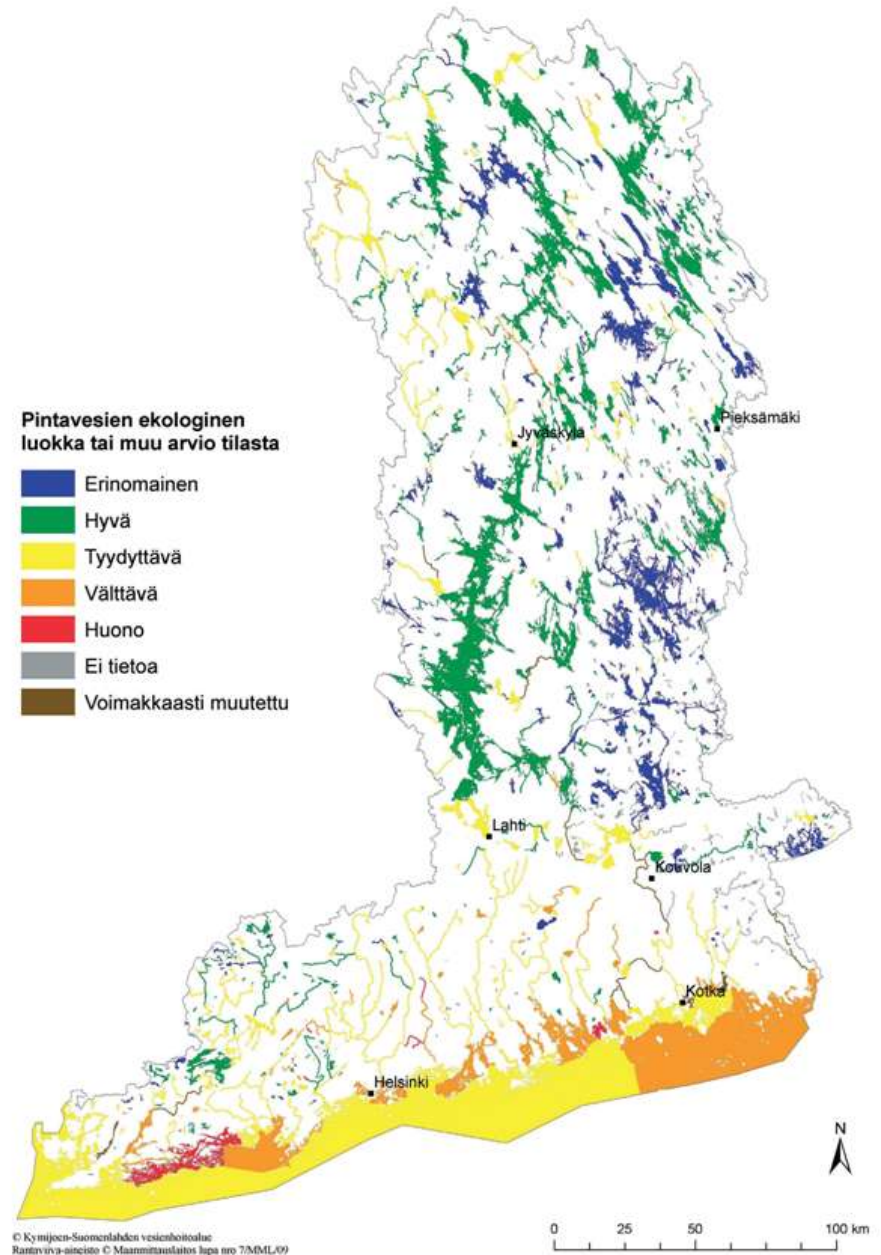 Pieksämäki
Jyväskylä
Pintavesien ekologinen
luokka tai muu arvio tilasta
Erinomainen
Hyvä
Tyydyttävä
Välttävä
Huono
Ei tietoa
Voimakkaasti muutettu
Lahti
Kouvola
Kotka
Helsinki
N
© Kymijoen-Suomenlahden vesienhoitoalue
Rantaviiva-aineisto © Maanmittauslaitos lupa nro 7/MML/09
0 25 50 100 km